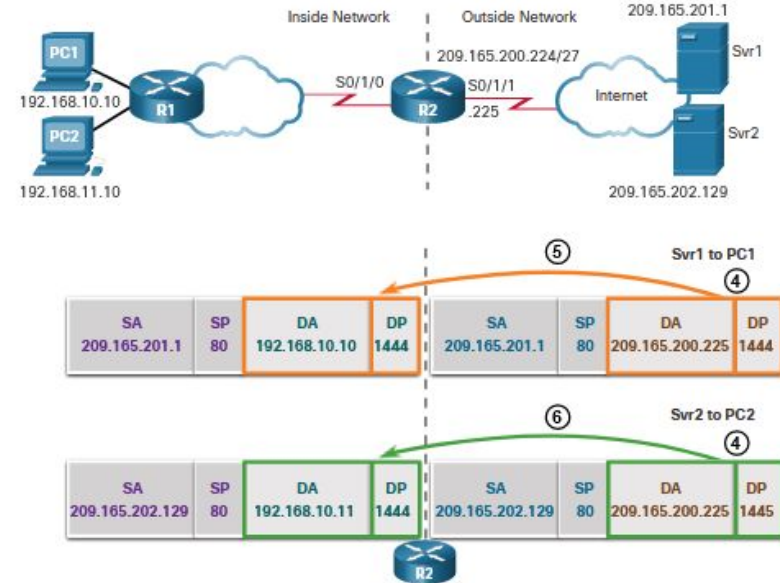 Inside Network
Outside Network
209.165.201.1
PC1
192.168.10.10
PC2
192.168.11.10
R1
S0/1/0
R2
209.165.200.224/27
S0/1/1
.225
Internet
Svr1
Svr2
209.165.202.129
⑤
Svr1 to PC1
④
SA SP DA DP SA SP DA DP
209.165.201.1 80 192.168.10.10 1444 209.165.201.1 80 209.165.200.225 1444
⑥
Svr2 to PC2
④
SA SP DA DP SA SP DA DP
209.165.202.129 80 192.168.10.11 1444 209.165.202.129 80 209.165.200.225 1445
R2